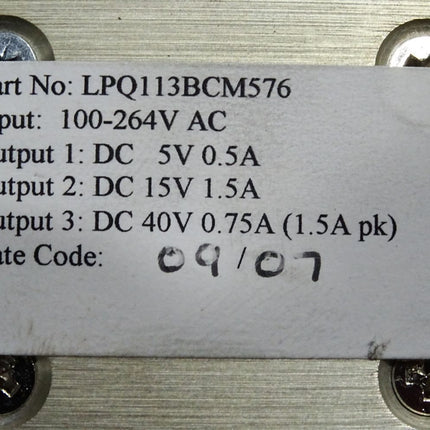 art No: LPQ113BCM576
put: 100-264V AC
utput 1: DC 5V 0.5A
utput 2: DC 15V 1.5A
utput 3: DC 40V 0.75A (1.5A pk)
ate Code: 09/07